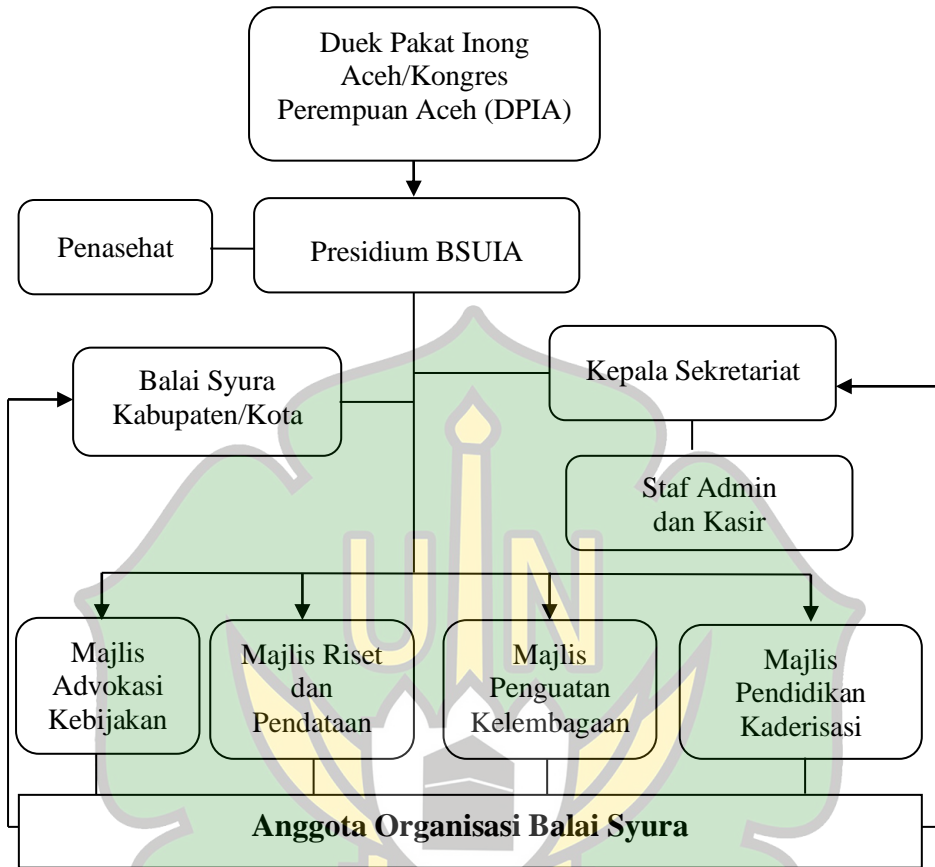 Duek Pakat Inong
Aceh/Kongres
Perempuan Aceh (DPIA)
Penasehat
Presidium BSUIA
Balai Syura
Kabupaten/Kota
Kepala Sekretariat
Staf Admin
dan Kasir
UIN
Majlis
Advokasi
Kebijakan
Majlis Riset
dan
Pendataan
Majlis
Penguatan
Kelembagaan
Majlis
Pendidikan
Kaderisasi
Anggota Organisasi Balai Syura